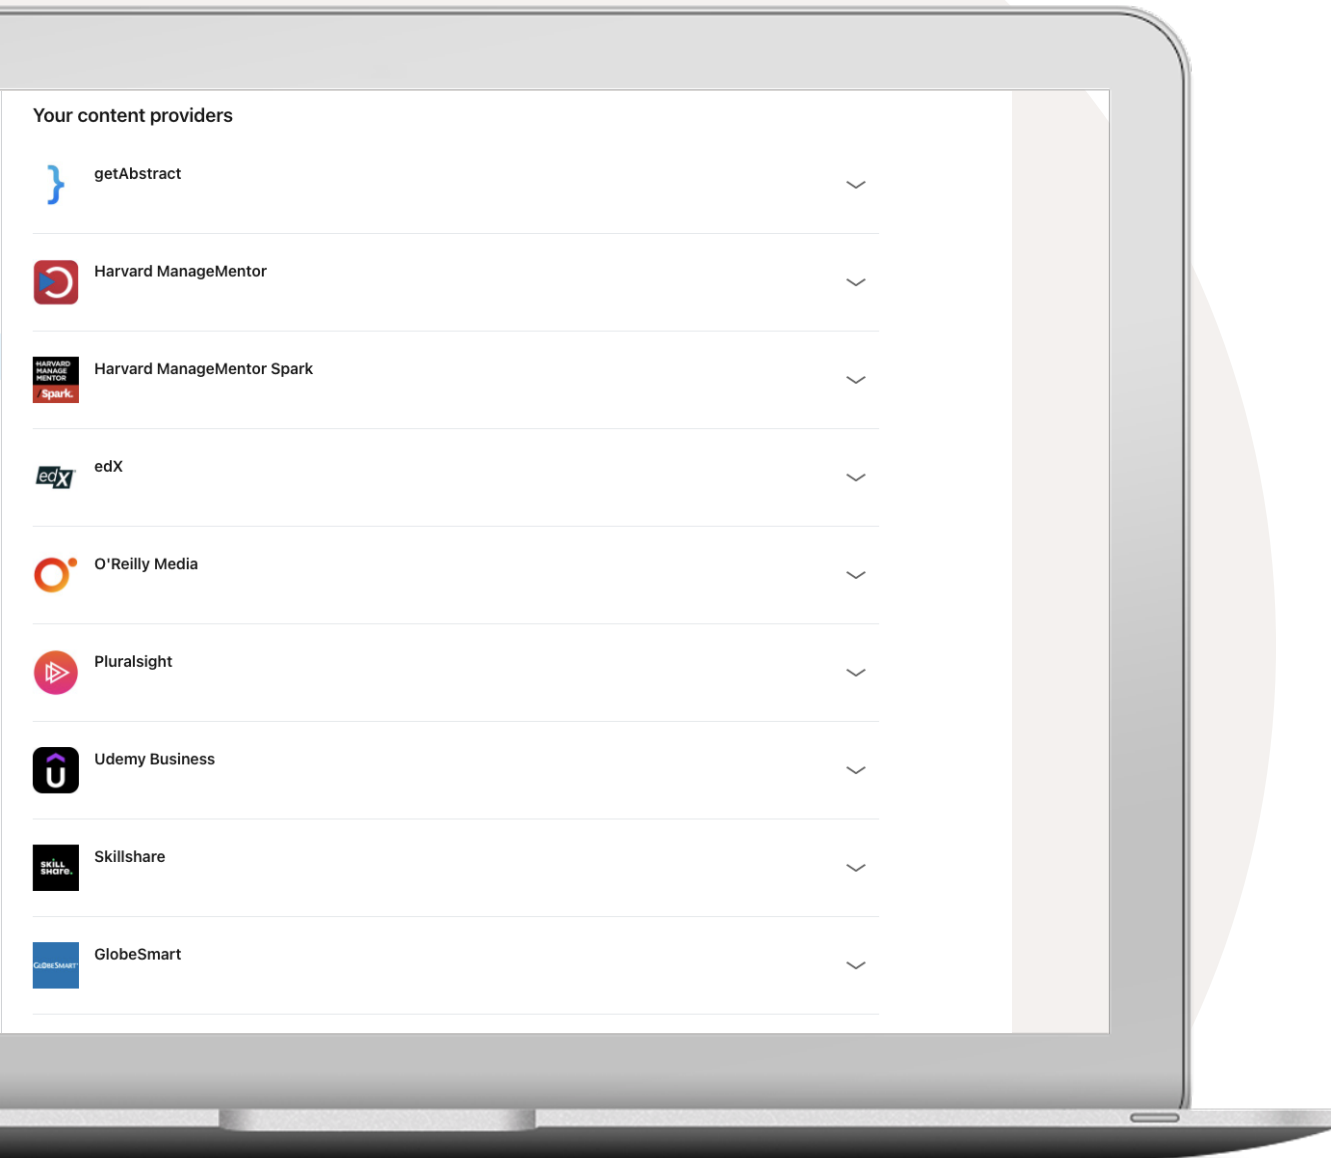 Your content providers
getAbstract
Harvard ManageMentor
HARVARD
MANAGE
MENTOR
/Spark.
Harvard ManageMentor Spark
edX
edX
O'Reilly Media
Pluralsight
Udemy Business
SKILL
SHare.
Skillshare
GLOBESMART
GlobeSmart